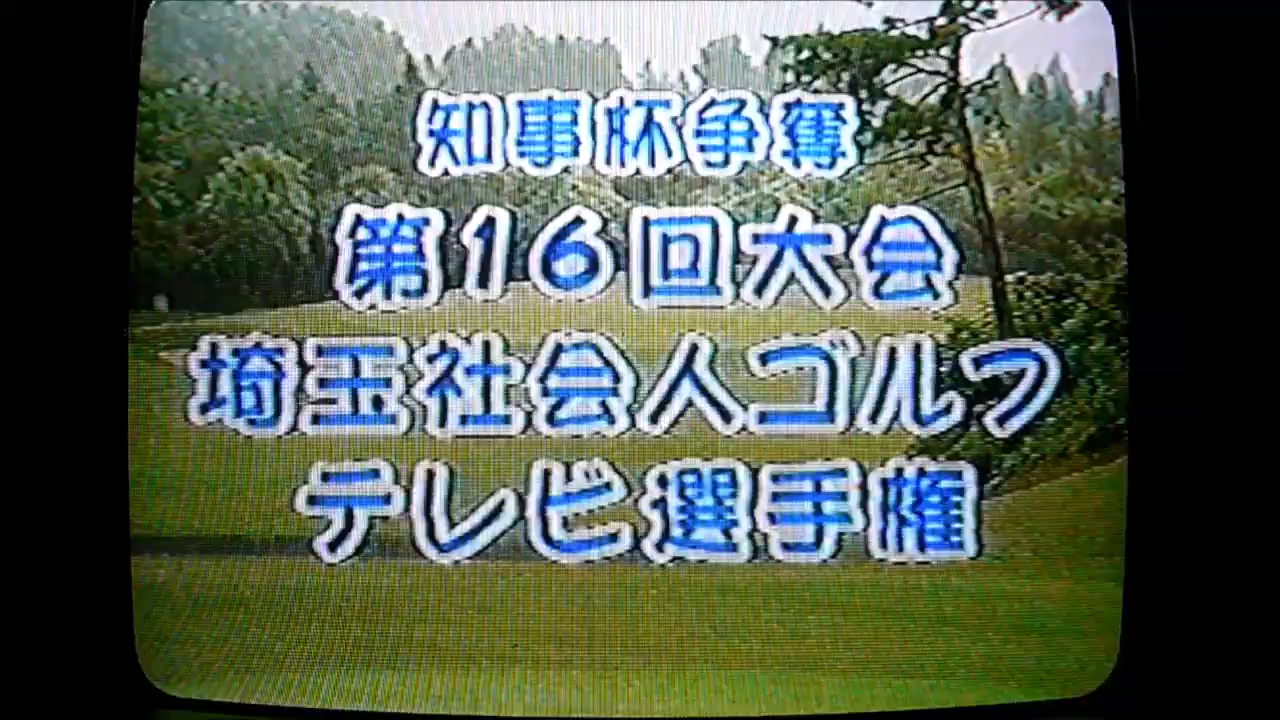 知事杯争奪
第16回大会
埼玉社会人ゴルフ
テレビ選手権